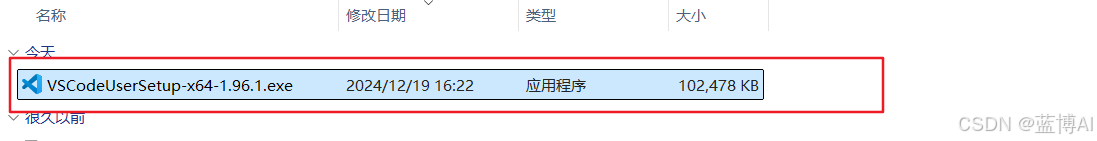 名称 修改日期 类型 大小
今天
VSCodeUserSetup-x64-1.96.1.exe 2024/12/19 16:22 应用程序 102,478 KB
很久以前
CSDN @蓝博AI